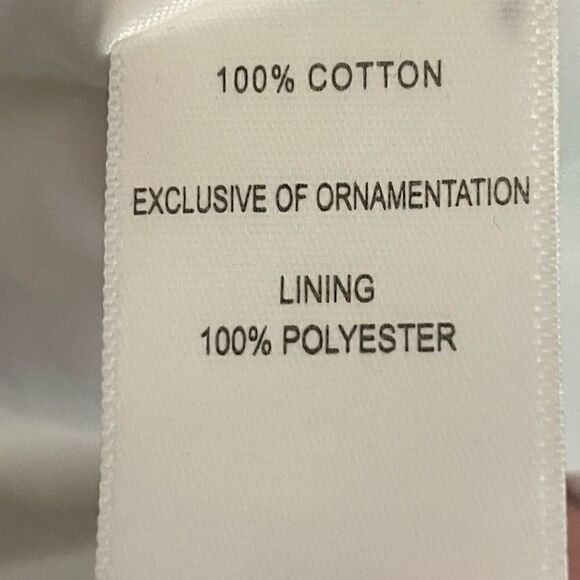 100% COTTON
EXCLUSIVE OF ORNAMENTATION
LINING
100% POLYESTER